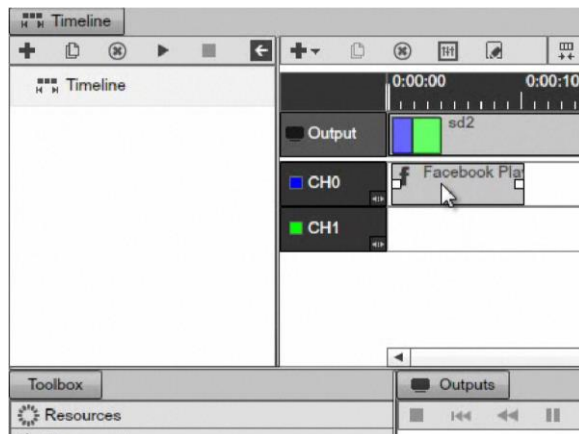 Timeline
Timeline
0:00:00 0:00:10
Output sd2
CH0 Facebook Pla
CH1
Toolbox
Outputs
Resources